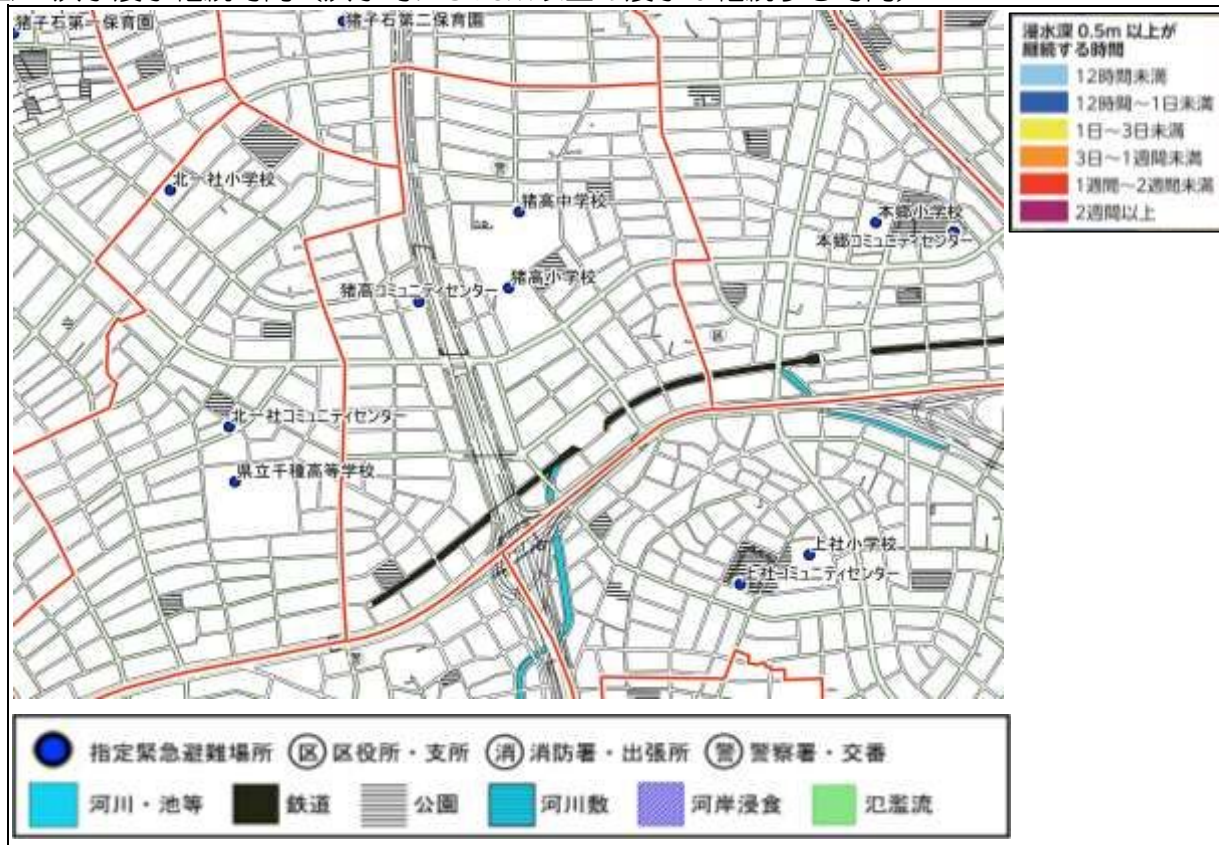 猪子石第一保育園
猪子石第二保育園
浸水深 0.5m 以上が
継続する時間
12時間未満
12時間～1日未満
1日～3日未満
3日～1週間未満
1週間～2週間未満
2週間以上
北一社小学校
猪高中学校
本郷小学校
本郷コミュニティセンター
猪高小学校
猪高コミュニティセンター
区
北一社コミュニティセンター
県立千種高等学校
上社小学校
上社コミュニティセンター
指定緊急避難場所 区 区役所・支所 消 消防署・出張所 警 警察署・交番
河川・池等 鉄道 公園 河川敷 河岸浸食 氾濫流